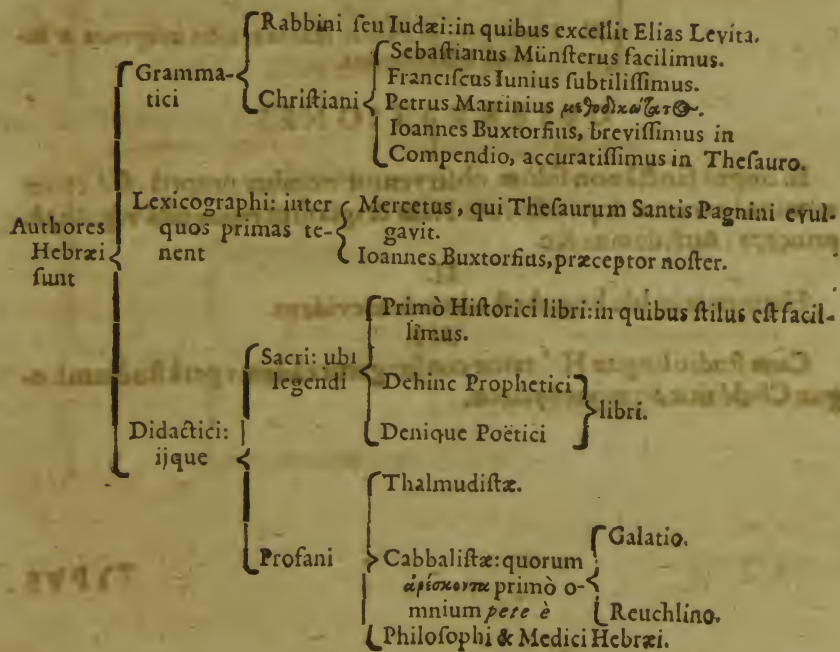 Authores
Hebræi
sunt
Gramma-
tici
Rabbini seu Iudæi: in quibus excellit Elias Levita.
Christiani
Sebastianus Münsterus facilimus.
Franciscus Iunius subtilissimus.
Petrus Martinius
Ioannes Buxtorfius, brevissimus in
Compendio, accuratissimus in Thesauro.
Lexicographi: inter
quos primas te-
nent
Mercetus, qui Thesaurum Santis Pagnini evul-
gavit.
Ioannes Buxtorfius, præceptor noster.
Didactici:
ijque
Sacri: ubi
legendi
Primò Historici libri: in quibus stilus est facil-
limus.
Dehinc Prophetici
Denique Poëtici
libri.
Profani
Thalmudistæ.
Cabbalistæ: quorum
ἀρέσκοντα primò o-
mnium pete è
Galatio.
Reuchlino.
Philosophi & Medici Hebræi.